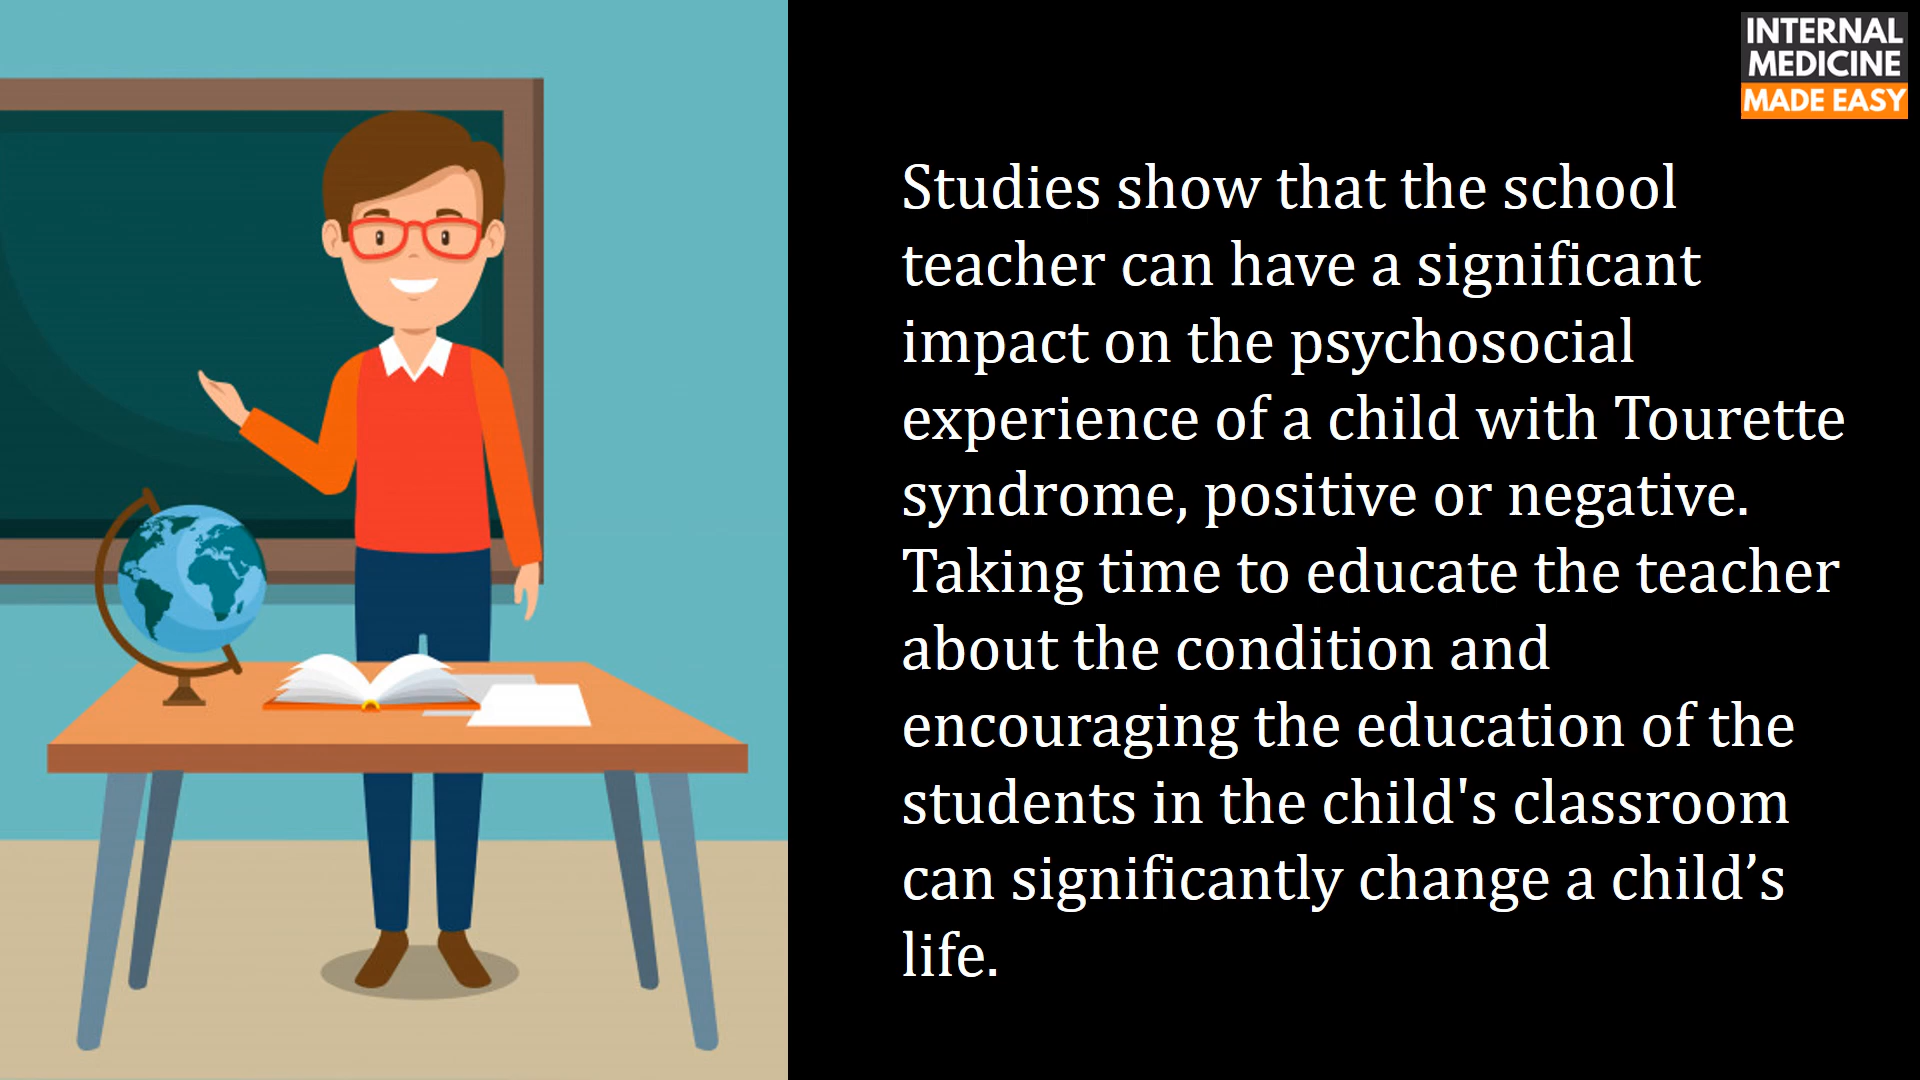 INTERNAL
MEDICINE
MADE EASY
Studies show that the school
teacher can have a significant
impact on the psychosocial
experience of a child with Tourette
syndrome, positive or negative.
Taking time to educate the teacher
about the condition and
encouraging the education of the
students in the child's classroom
can significantly change a child’s
life.